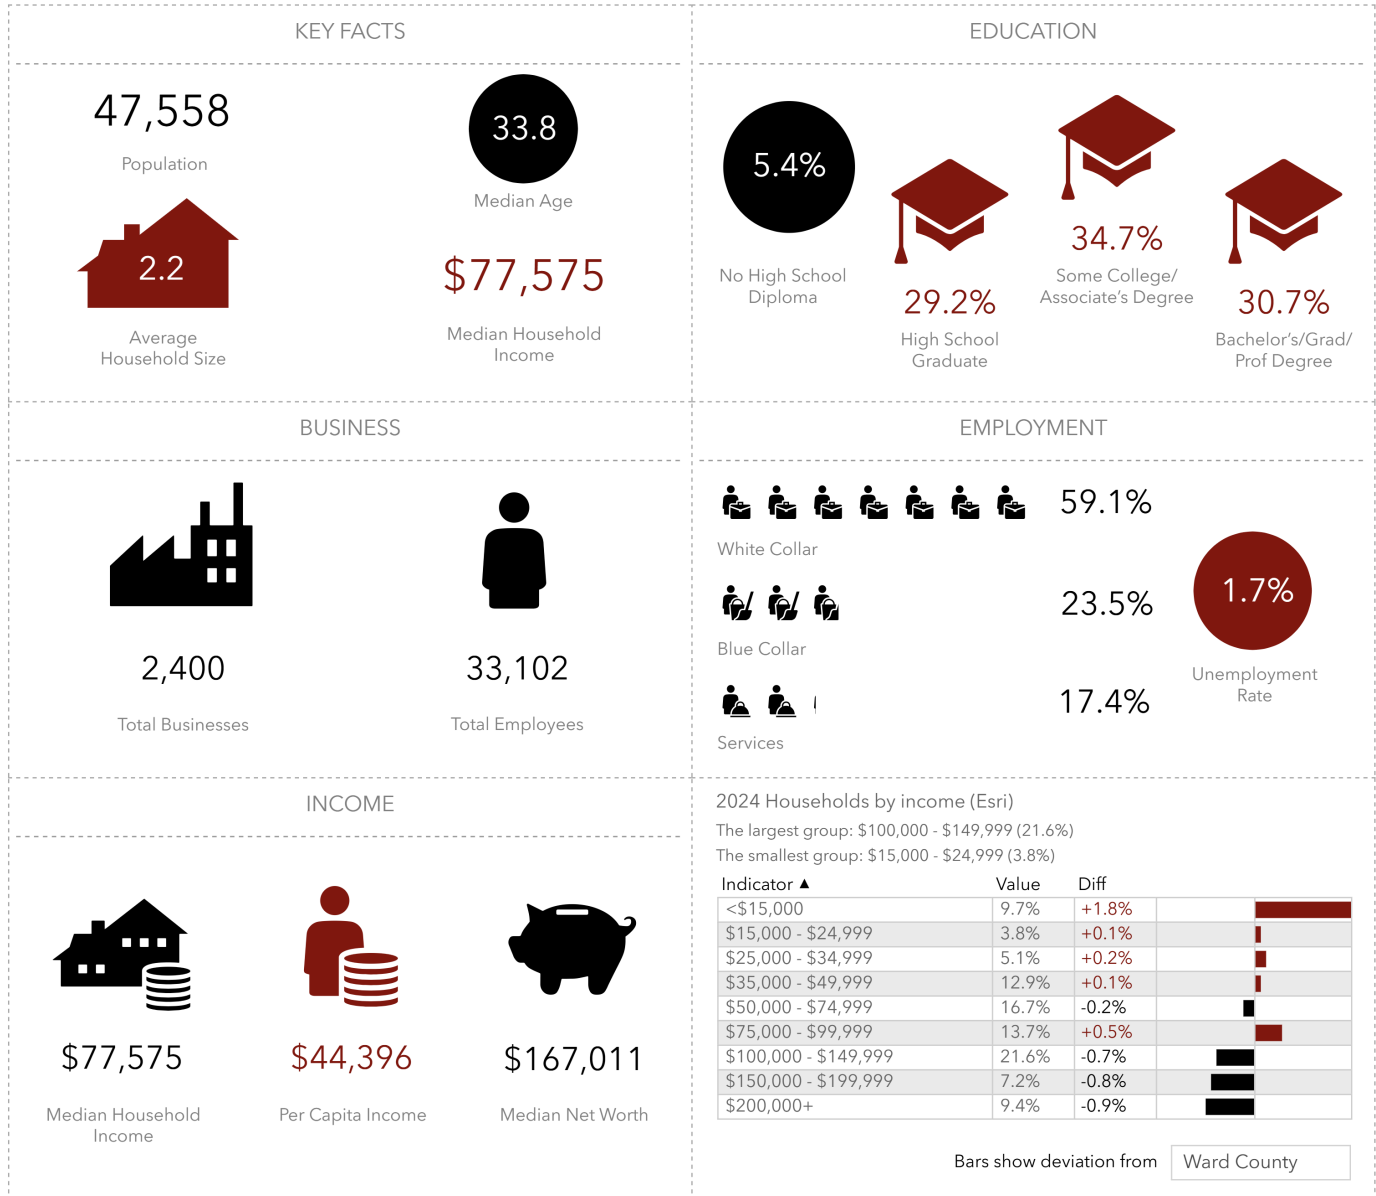 KEY FACTS
47,558
Population
33.8
Median Age
2.2
Average
Household Size
$77,575
Median Household
Income
EDUCATION
5.4%
No High School
Diploma
29.2%
High School
Graduate
34.7%
Some College/
Associate's Degree
30.7%
Bachelor's/Grad/
Prof Degree
BUSINESS
2,400
Total Businesses
33,102
Total Employees
EMPLOYMENT
59.1%
White Collar
23.5%
Blue Collar
17.4%
Services
1.7%
Unemployment
Rate
INCOME
$77,575
Median Household
Income
$44,396
Per Capita Income
$167,011
Median Net Worth
2024 Households by income (Esri)
The largest group: $100,000 - $149,999 (21.6%)
The smallest group: $15,000 - $24,999 (3.8%)
Indicator ▲ Value Diff
<$15,000 9.7% +1.8%
$15,000 - $24,999 3.8% +0.1%
$25,000 - $34,999 5.1% +0.2%
$35,000 - $49,999 12.9% +0.1%
$50,000 - $74,999 16.7% -0.2%
$75,000 - $99,999 13.7% +0.5%
$100,000 - $149,999 21.6% -0.7%
$150,000 - $199,999 7.2% -0.8%
$200,000+ 9.4% -0.9%
Bars show deviation from Ward County